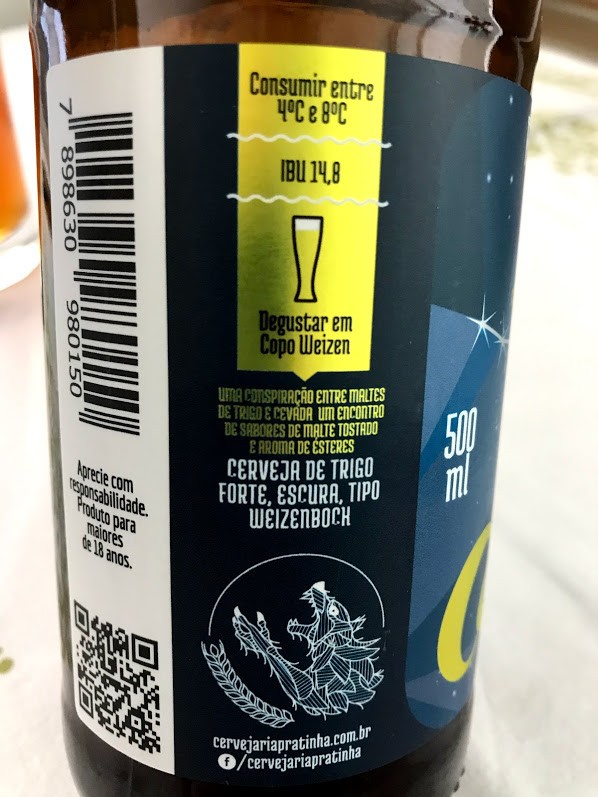 7 898630 980150
Aprecie com
responsabilidade.
Produto para
maiores
de 18 anos.
Consumir entre
4ºC e 8ºC
IBU 14,8
Degustar em
Copo Weizen
UMA CONSPIRAÇÃO ENTRE MALTES
DE TRIGO E CEVADA UM ENCONTRO
DE SABORES DE MALTE TOSTADO
E AROMA DE ÉSTERES
CERVEJA DE TRIGO
FORTE, ESCURA, TIPO
WEIZENBOCK
cervejariapratinha.com.br
/cervejariapratinha
500
ml